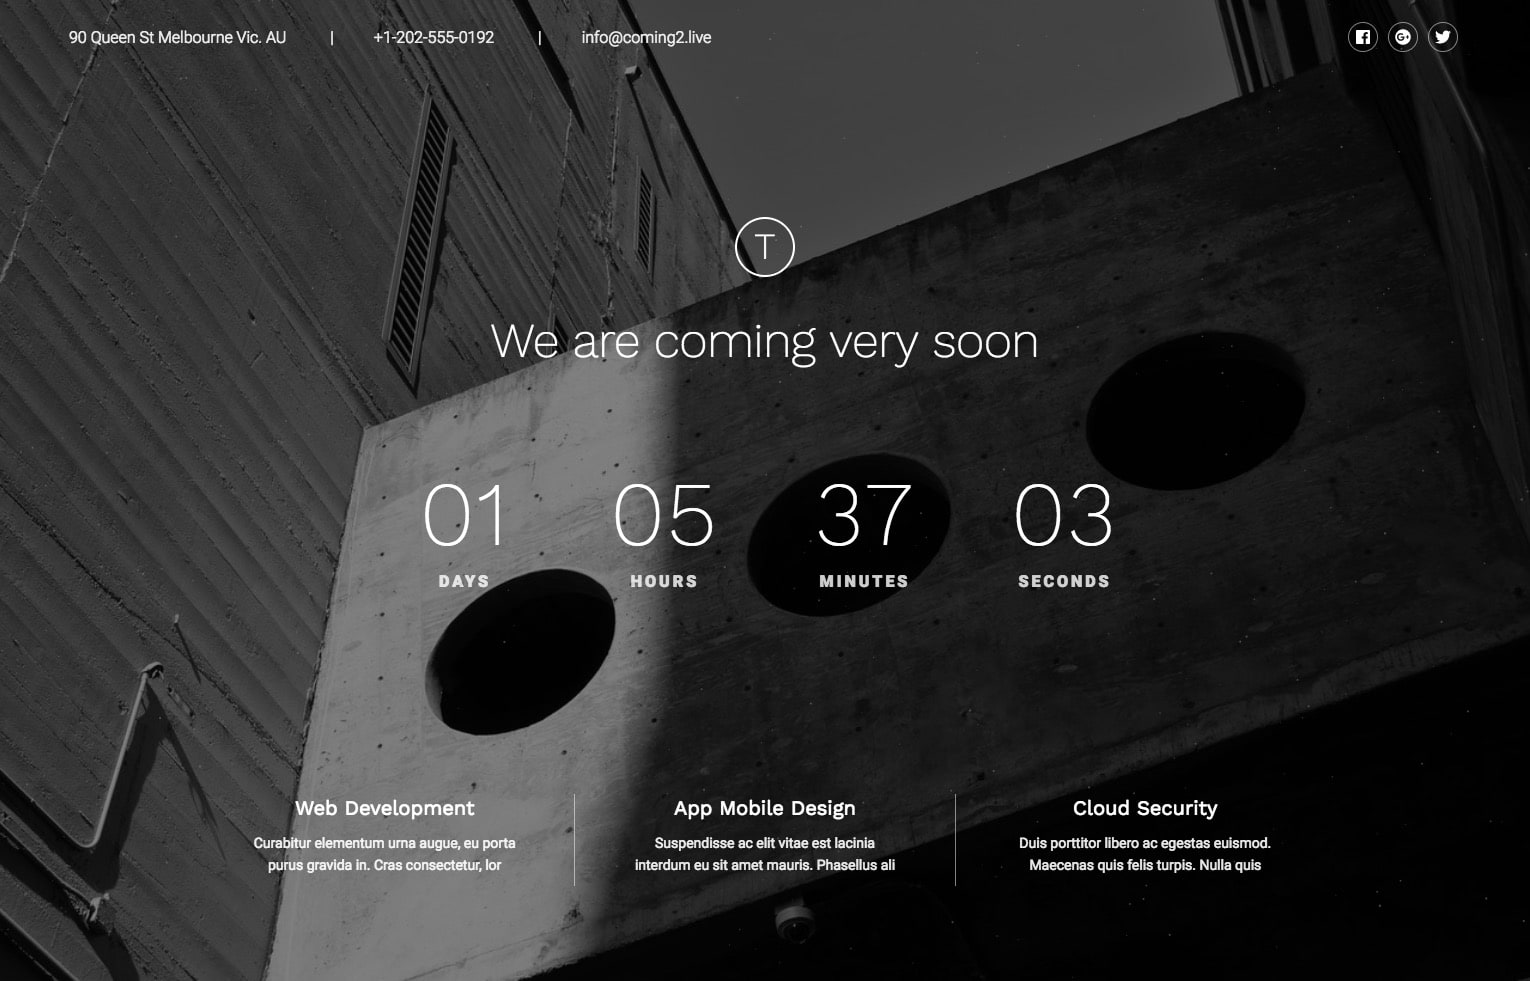 90 Queen St Melbourne Vic. AU | +1-202-555-0192 | info@coming2.live
T
We are coming very soon
01 05 37 03
DAYS HOURS MINUTES SECONDS
Web Development
Curabitur elementum urna augue, eu porta
purus gravida in. Cras consectetur, lor
App Mobile Design
Suspendisse ac elit vitae est lacinia
interdum eu sit amet mauris. Phasellus ali
Cloud Security
Duis porttitor libero ac egestas euismod.
Maecenas quis felis turpis. Nulla quis